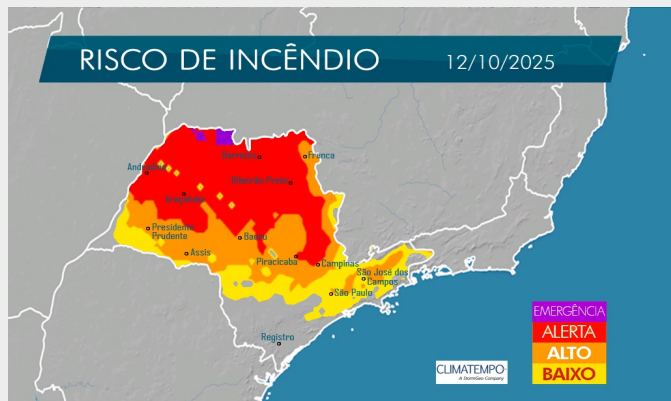 RISCO DE INCÊNDIO
12/10/2025
Barretos
Franca
Andradina
Ribeirão Preto
Araçatuba
Presidente
Prudente
Bauru
Assis
Piracicaba
Campinas
São José dos
Campos
São Paulo
Registro
EMERGÊNCIA
ALERTA
ALTO
BAIXO
CLIMATEMPO
A StormGeo Company